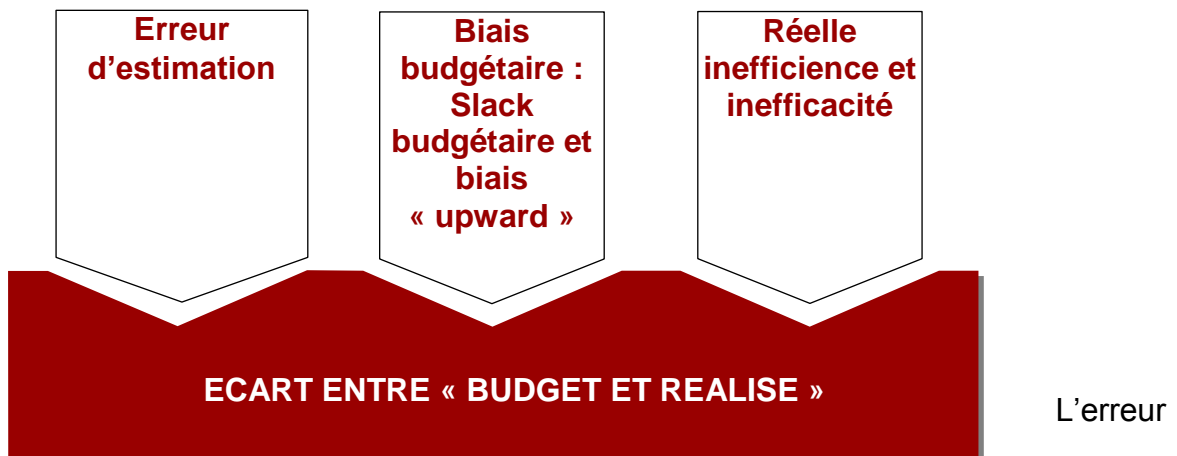 Erreur
d'estimation
Biais
budgétaire :
Slack
budgétaire et
biais
« upward »
Réelle
inefficience et
inefficacité
ECART ENTRE « BUDGET ET REALISE »
L'erreur